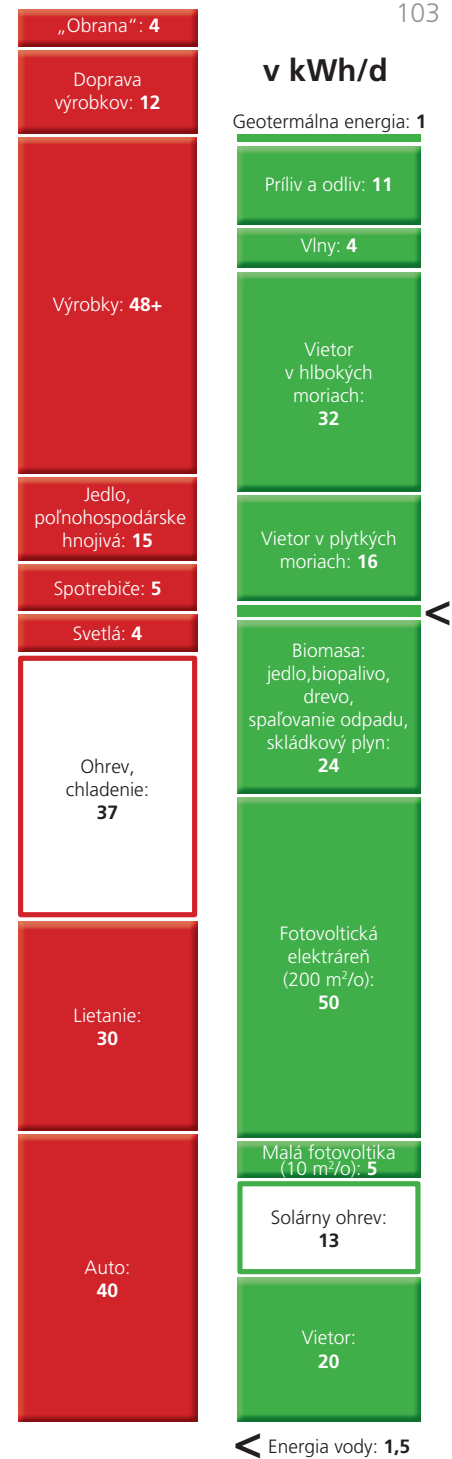 103
„Obrana“: 4
Doprava
výrobkov: 12
Výrobky: 48+
Jedlo,
poľnohospodárske
hnojivá: 15
Spotrebiče: 5
Svetlá: 4
Ohrev,
chladenie:
37
Lietanie:
30
Auto:
40
v kWh/d
Geotermálna energia: 1
Príliv a odliv: 11
Vlny: 4
Vietor
v hlbokých
moriach:
32
Vietor v plytkých
moriach: 16
<
Biomasa:
jedlo,biopalivo,
drevo,
spaľovanie odpadu,
skládkový plyn:
24
Fotovoltická
elektráreň
(200 m²/o):
50
Malá fotovoltika
(10 m²/o): 5
Solárny ohrev:
13
Vietor:
20
< Energia vody: 1,5